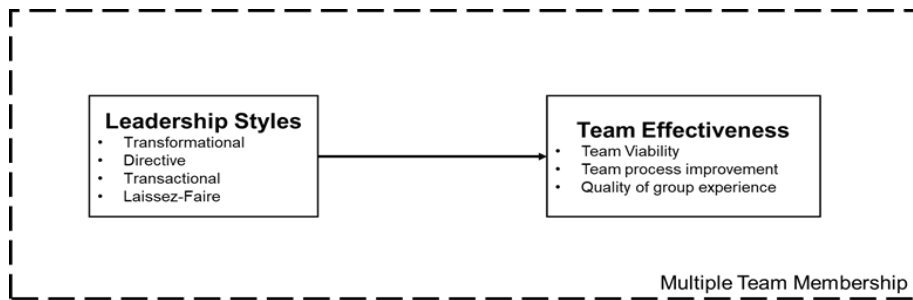 Leadership Styles
• Transformational
• Directive
• Transactional
• Laissez-Faire
Team Effectiveness
• Team Viability
• Team process improvement
• Quality of group experience
Multiple Team Membership